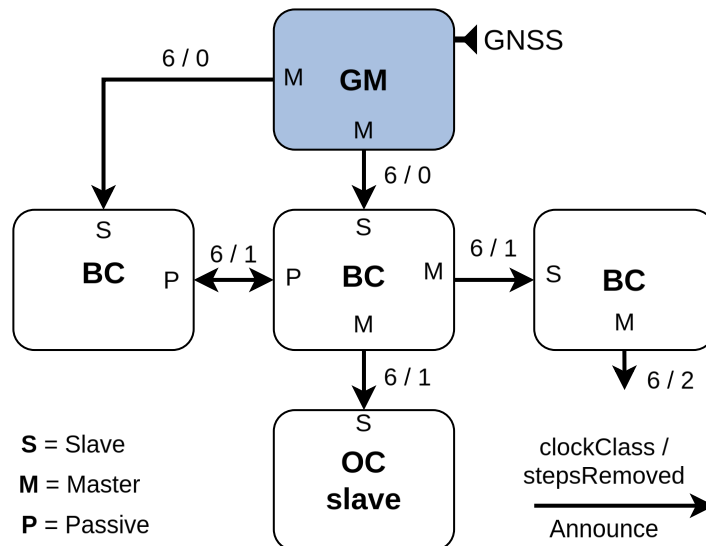 GNSS
6 / 0
M
GM
M
6 / 0
S
BC
P
6 / 1
S
P
BC
M
M
6 / 1
S
BC
M
6 / 1
6 / 2
S
OC
slave
S = Slave
M = Master
P = Passive
clockClass /
stepsRemoved
Announce